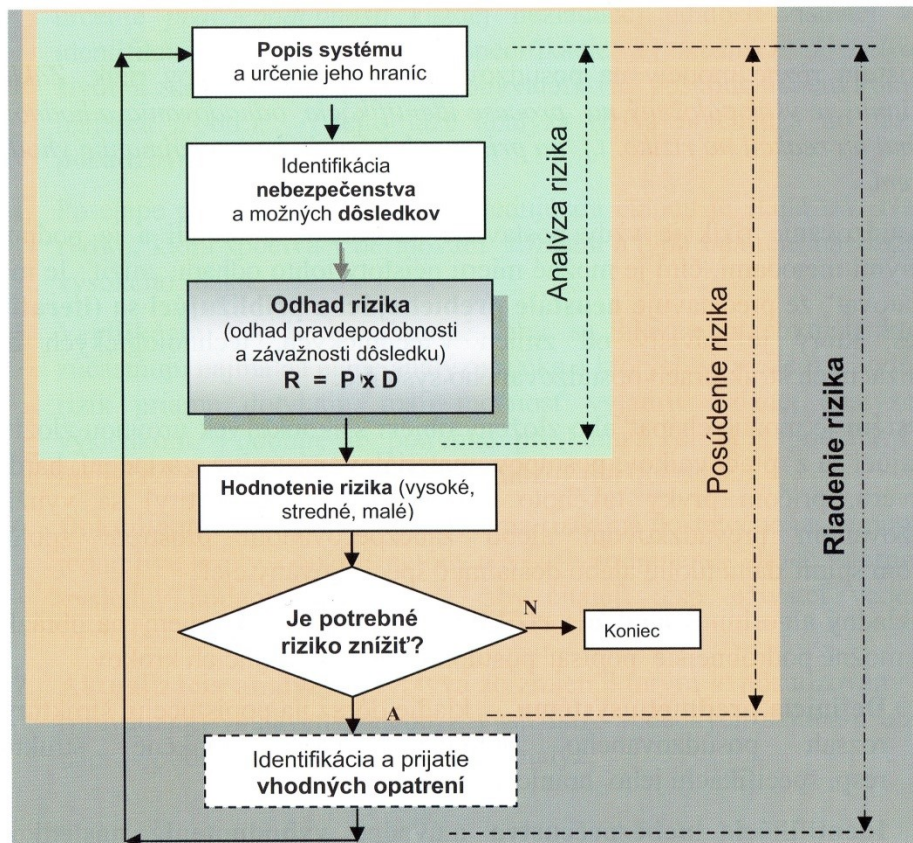 Popis systému
a určenie jeho hraníc
Identifikácia
nebezpečenstva
a možných dôsledkov
Odhad rizika
(odhad pravdepodobnosti
a závažnosti dôsledku)
R = P x D
Hodnotenie rizika (vysoké,
stredné, malé)
Je potrebné
riziko znížiť?
N
Koniec
A
Identifikácia a prijatie
vhodných opatrení
Analýza rizika
Posúdenie rizika
Riadenie rizika